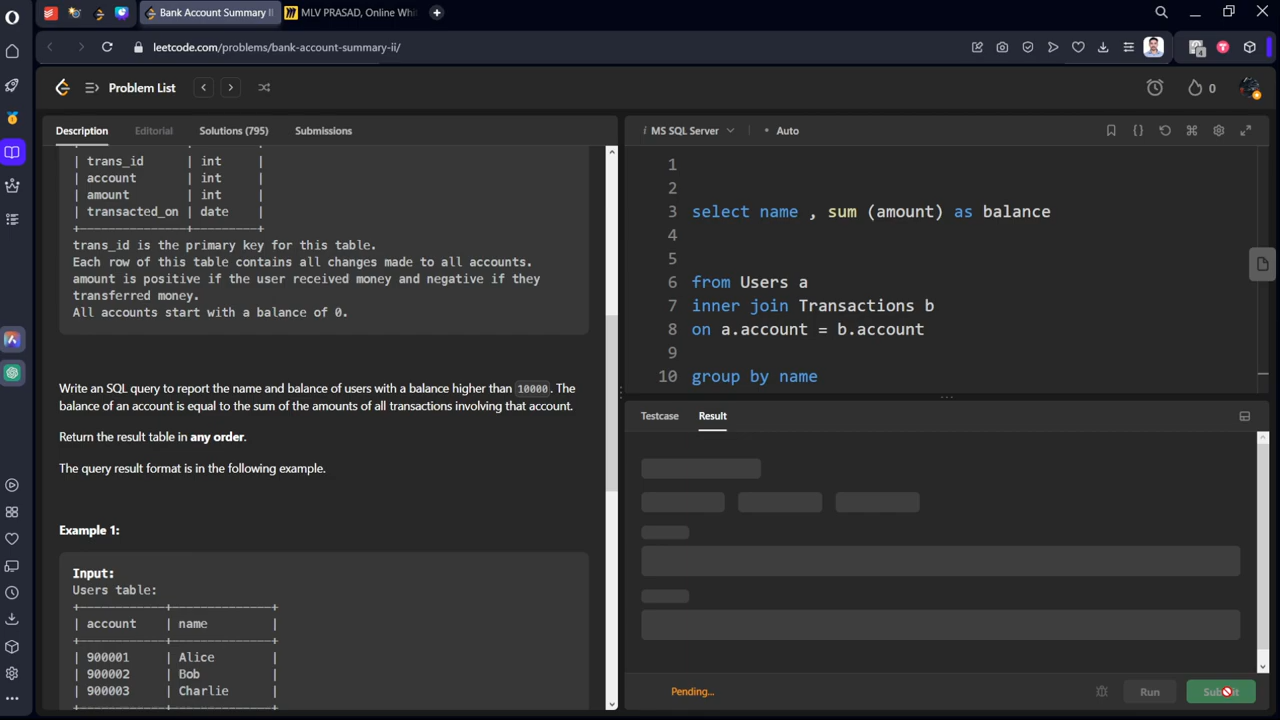 Bank Account Summary II
MLV PRASAD, Online Whi
leetcode.com/problems/bank-account-summary-ii/
Problem List
0
Description
Editorial
Solutions (795)
Submissions
| trans_id | int |
| account | int |
| amount | int |
| transacted_on | date |
+---------------+---------+
trans_id is the primary key for this table.
Each row of this table contains all changes made to all accounts.
amount is positive if the user received money and negative if they
transferred money.
All accounts start with a balance of 0.
Write an SQL query to report the name and balance of users with a balance higher than 10000. The
balance of an account is equal to the sum of the amounts of all transactions involving that account.
Return the result table in any order.
The query result format is in the following example.
Example 1:
Input:
Users table:
+------------+--------------+
| account | name |
+------------+--------------+
| 900001 | Alice |
| 900002 | Bob |
| 900003 | Charlie |
+------------+--------------+
MS SQL Server
Auto
1
2
3 select name , sum (amount) as balance
4
5
6 from Users a
7 inner join Transactions b
8 on a.account = b.account
9
10 group by name
Testcase
Result
Pending...
Run
Submit